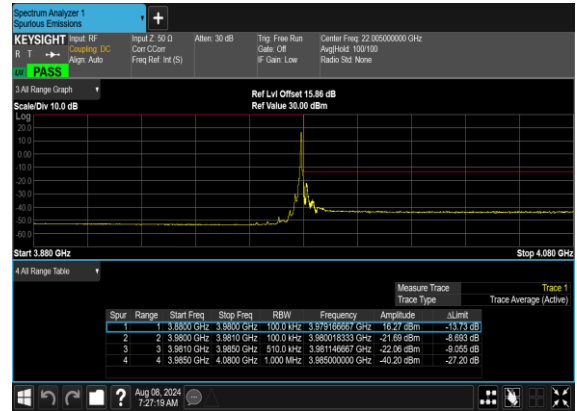 Spectrum Analyzer 1
Spurious Emissions
+
KEYSIGHT Input: RF Input Z: 50 Ω Atten: 30 dB Trig: Free Run Center Freq: 22.005000000 GHz
R T Coupling: DC Corr CCorr Gate: Off Avg|Hold: 100/100
Align: Auto Freq Ref: Int (S) IF Gain: Low Radio Std: None
PASS
3 All Range Graph
Ref Lvl Offset 15.86 dB
Scale/Div 10.0 dB Ref Value 30.00 dBm
Log
20.0
10.0
0.00
-10.0
-20.0
-30.0
-40.0
-50.0
-60.0
Start 3.880 GHz Stop 4.080 GHz
4 All Range Table
Measure Trace Trace 1
Trace Type Trace Average (Active)
Spur Range Start Freq Stop Freq RBW Frequency Amplitude ΔLimit
1 1 3.8800 GHz 3.9800 GHz 100.0 kHz 3.979166667 GHz 16.27 dBm -13.73 dB
2 2 3.9800 GHz 3.9810 GHz 100.0 kHz 3.980018333 GHz -21.69 dBm -8.693 dB
3 3 3.9810 GHz 3.9850 GHz 510.0 kHz 3.981146667 GHz -22.06 dBm -9.055 dB
4 4 3.9850 GHz 4.0800 GHz 1.000 MHz 3.985000000 GHz -40.20 dBm -27.20 dB
? Aug 08, 2024
7:27:19 AM